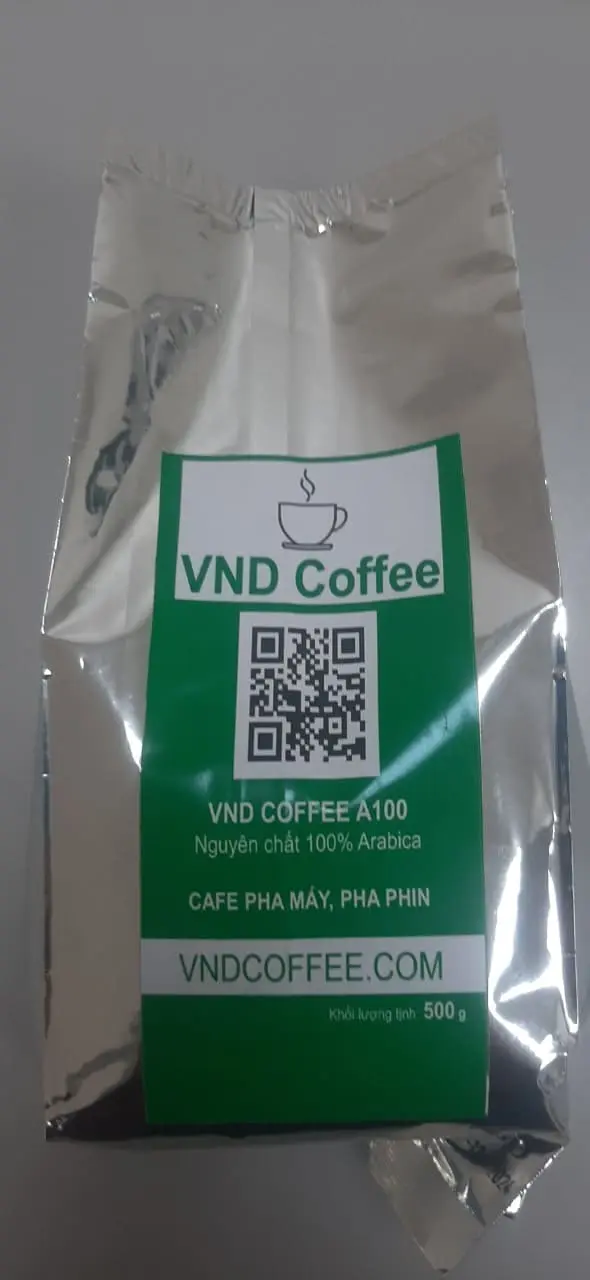 VND Coffee
VND COFFEE A100
Nguyên chất 100% Arabica
CAFE PHA MÁY, PHA PHIN
VNDCOFFEE.COM
Khối lượng tịnh 500 g